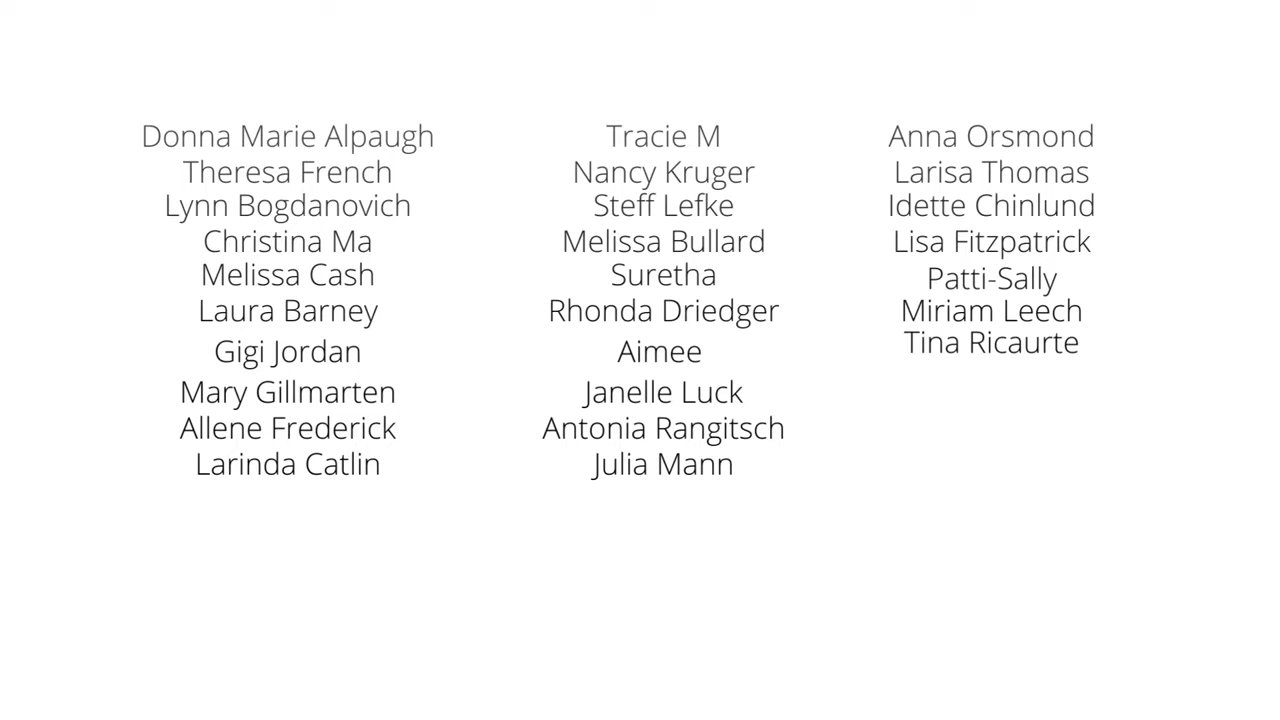 Donna Marie Alpaugh
Theresa French
Lynn Bogdanovich
Christina Ma
Melissa Cash
Laura Barney
Gigi Jordan
Mary Gillmarten
Allene Frederick
Larinda Catlin
Tracie M
Nancy Kruger
Steff Lefke
Melissa Bullard
Suretha
Rhonda Driedger
Aimee
Janelle Luck
Antonia Rangitsch
Julia Mann
Anna Orsmond
Larisa Thomas
Idette Chinlund
Lisa Fitzpatrick
Patti-Sally
Miriam Leech
Tina Ricaurte